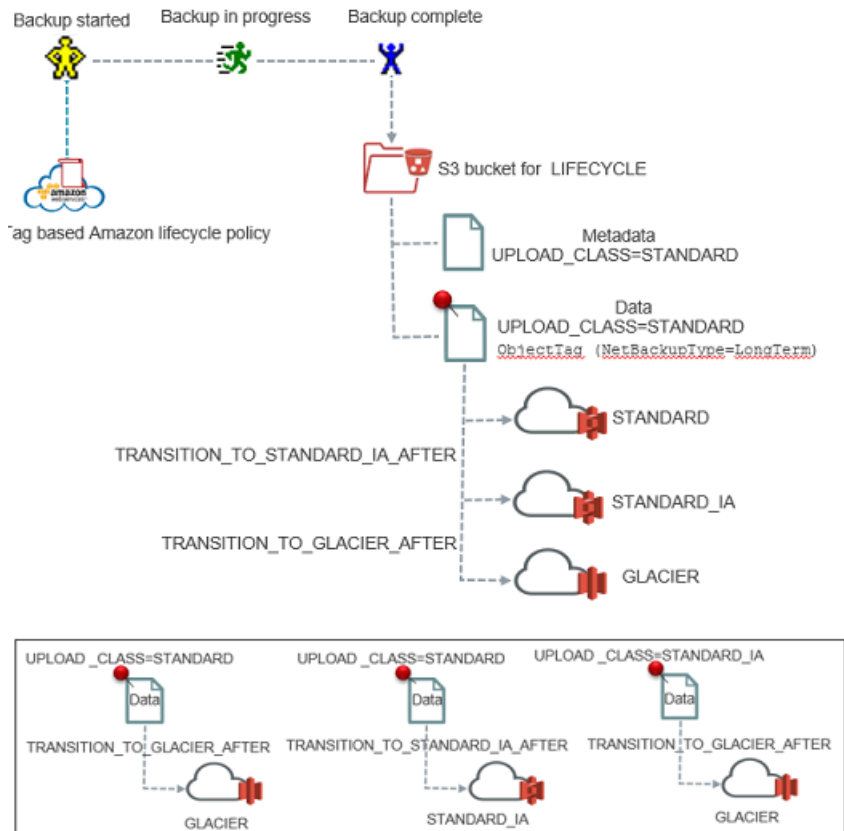 Backup started
Backup in progress
Backup complete
amazon
webservices
Tag based Amazon lifecycle policy
S3 bucket for LIFECYCLE
Metadata
UPLOAD_CLASS=STANDARD
Data
UPLOAD_CLASS=STANDARD
ObjectTag (NetBackupType=LongTerm)
STANDARD
TRANSITION_TO_STANDARD_IA_AFTER
STANDARD_IA
TRANSITION_TO_GLACIER_AFTER
GLACIER
UPLOAD _CLASS=STANDARD
Data
TRANSITION_TO_GLACIER_AFTER
GLACIER
UPLOAD _CLASS=STANDARD
Data
TRANSITION_TO_STANDARD_IA_AFTER
STANDARD_IA
UPLOAD _CLASS=STANDARD_IA
Data
TRANSITION_TO_GLACIER_AFTER
GLACIER